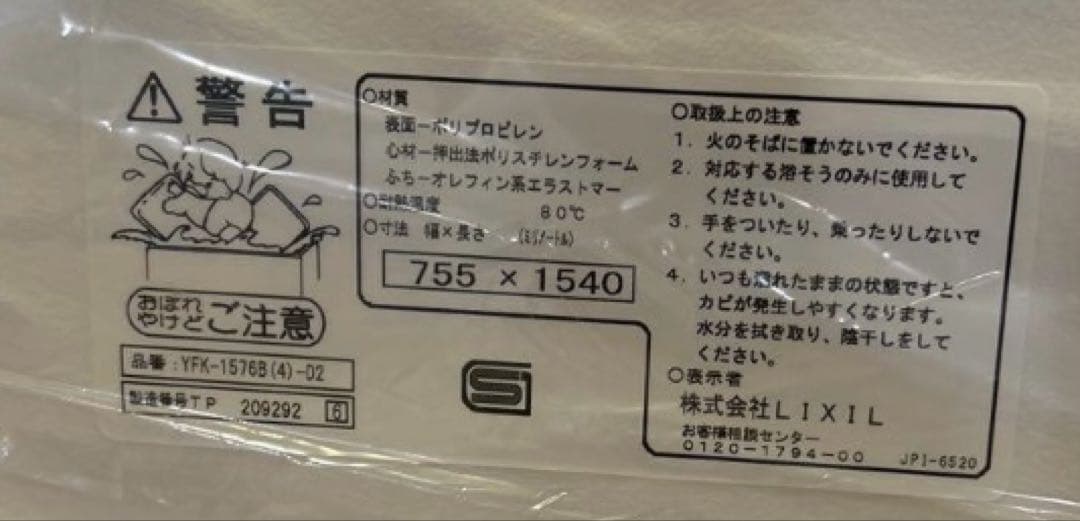 警告
おぼれ
やけど
ご注意
品番：YFK-1576B(4)-D2
製造番号TP 209292 6
○材質
表面－ポリプロピレン
心材－押出法ポリスチレンフォーム
ふち－オレフィン系エラストマー
○耐熱温度 80℃
○寸法 幅×長さ (ミリメートル)
755 × 1540
○取扱上の注意
1. 火のそばに置かないでください。
2. 対応する浴そうのみに使用して
ください。
3. 手をついたり、乗ったりしないで
ください。
4. いつも濡れたままの状態ですと、
カビが発生しやすくなります。
水分を拭き取り、陰干しをして
ください。
○表示者
株式会社LIXIL
お客様相談センター
0120-1794-00
JPI-6520